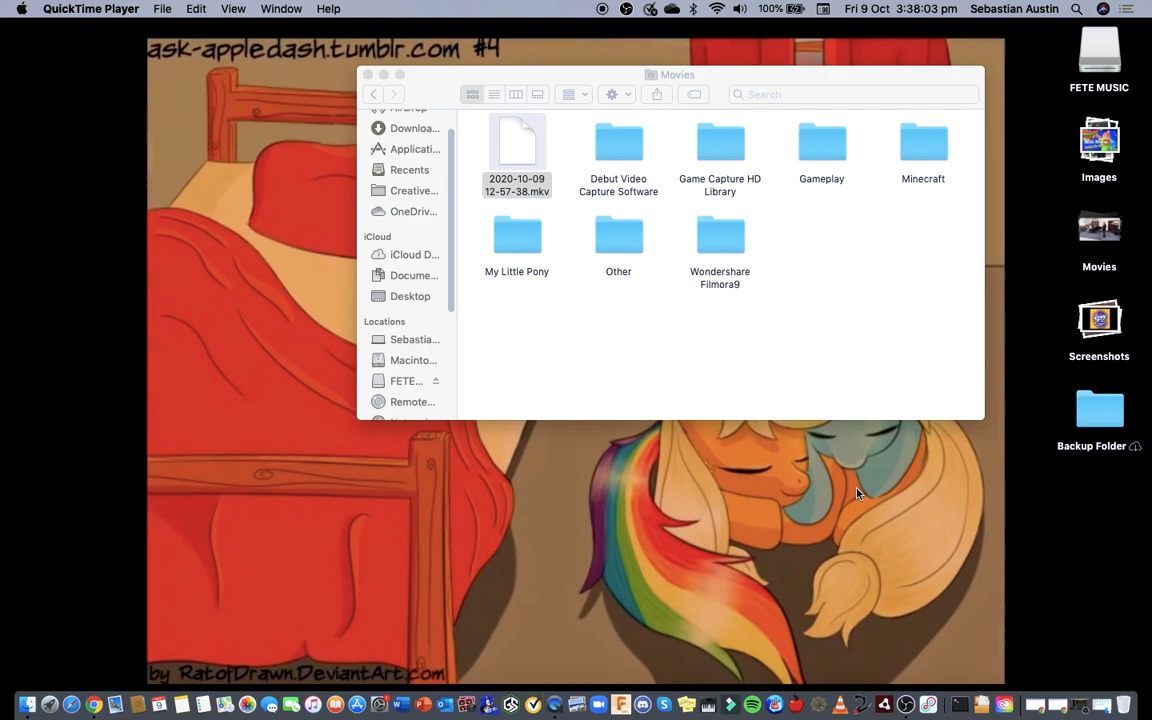 QuickTime Player File Edit View Window Help 100% Fri 9 Oct 3:38:03 pm Sebastian Austin
ask-appledash.tumblr.com #4
Movies
Search
Downloa...
Applicati...
Recents
Creative...
OneDriv...
iCloud
iCloud D...
Docume...
Desktop
Locations
Sebastia...
Macinto...
FETE...
Remote...
2020-10-09
12-57-38.mkv
Debut Video
Capture Software
Game Capture HD
Library
Gameplay
Minecraft
My Little Pony
Other
Wondershare
Filmora9
FETE MUSIC
Images
Movies
Screenshots
Backup Folder
by RatofDrawn.DeviantArt.com